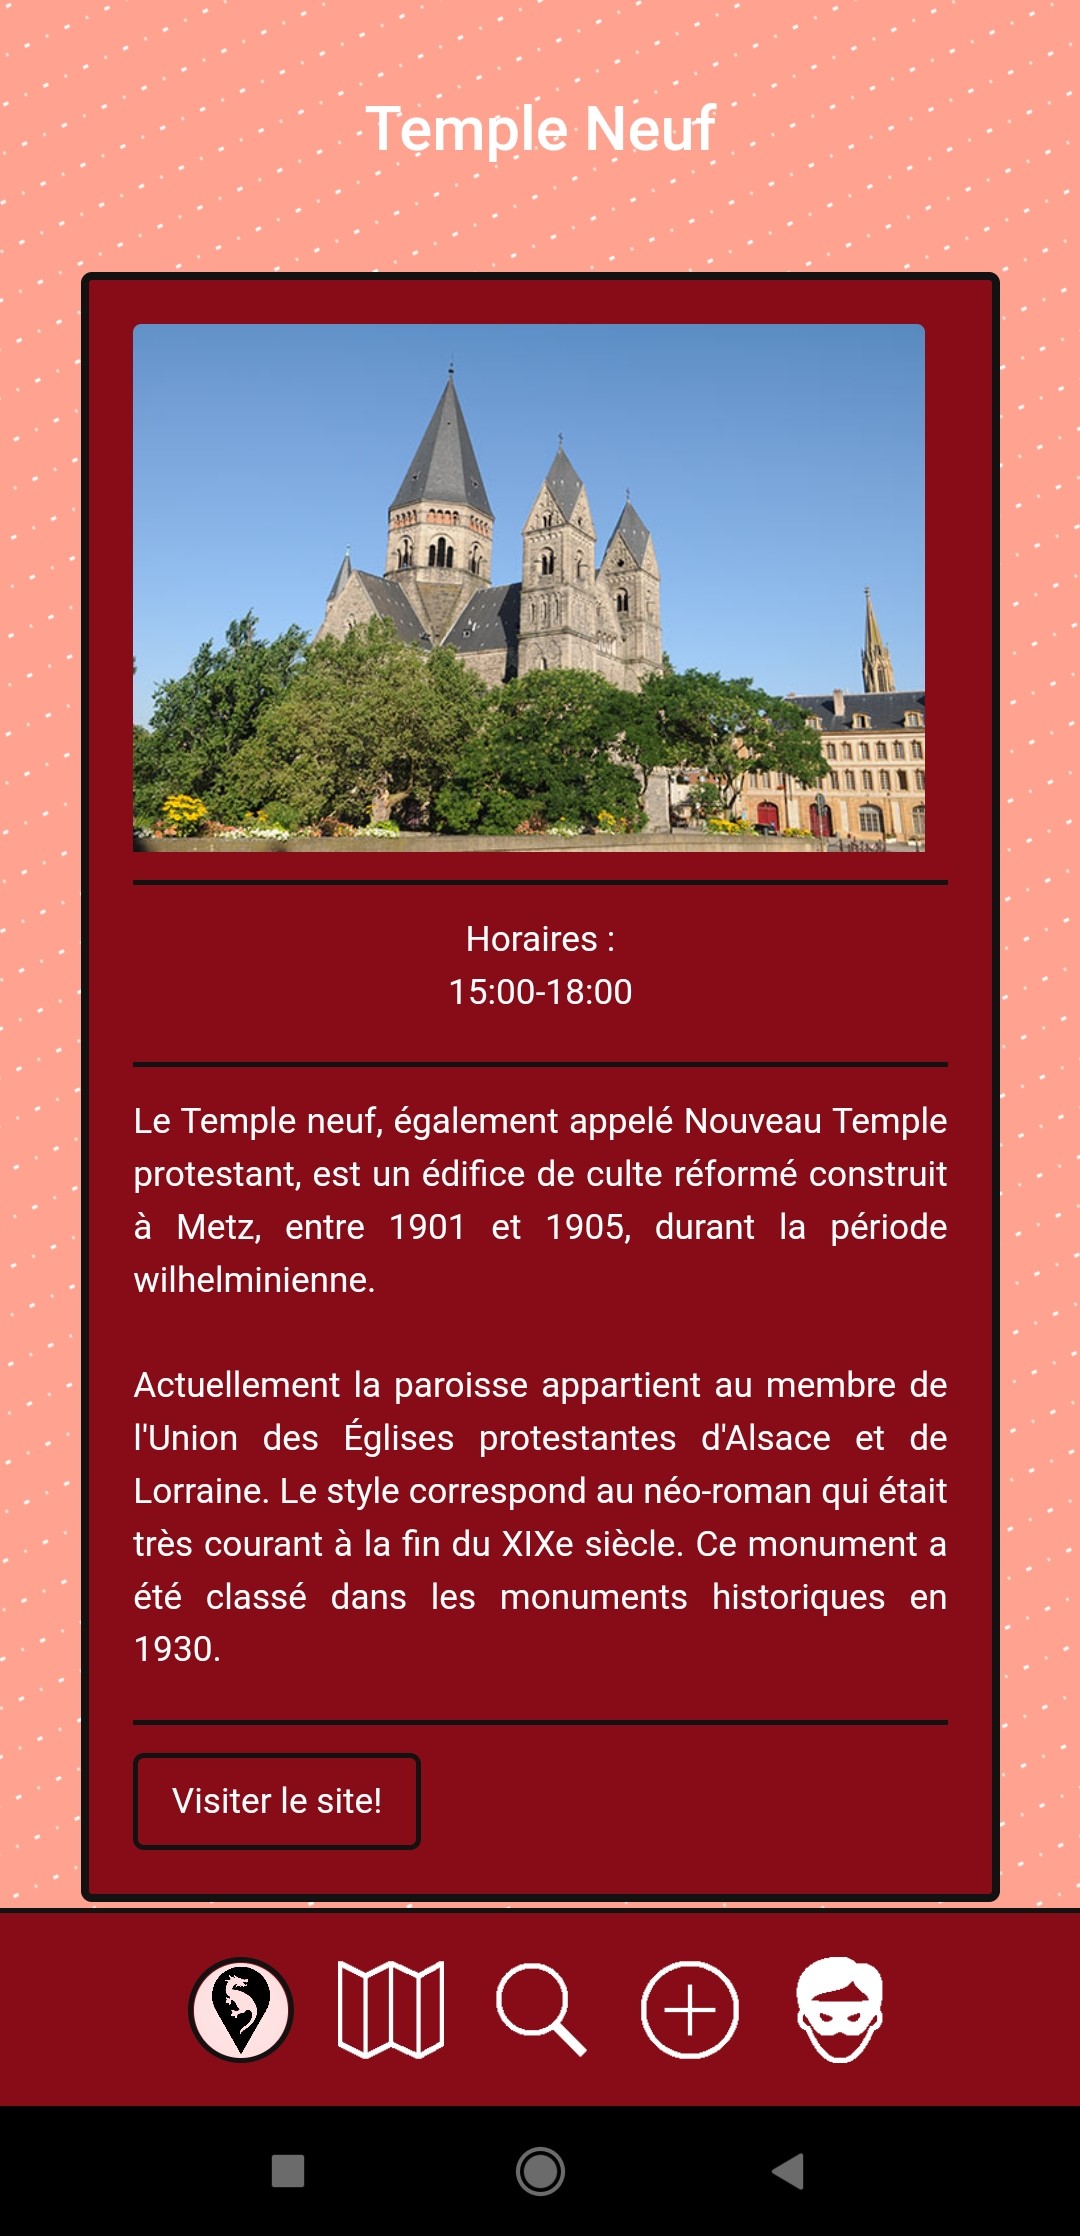 Temple Neuf
Horaires :
15:00-18:00
Le Temple neuf, également appelé Nouveau Temple
protestant, est un édifice de culte réformé construit
à Metz, entre 1901 et 1905, durant la période
wilhelminienne.
Actuellement la paroisse appartient au membre de
l'Union des Églises protestantes d'Alsace et de
Lorraine. Le style correspond au néo-roman qui était
très courant à la fin du XIXe siècle. Ce monument a
été classé dans les monuments historiques en
1930.
Visiter le site!